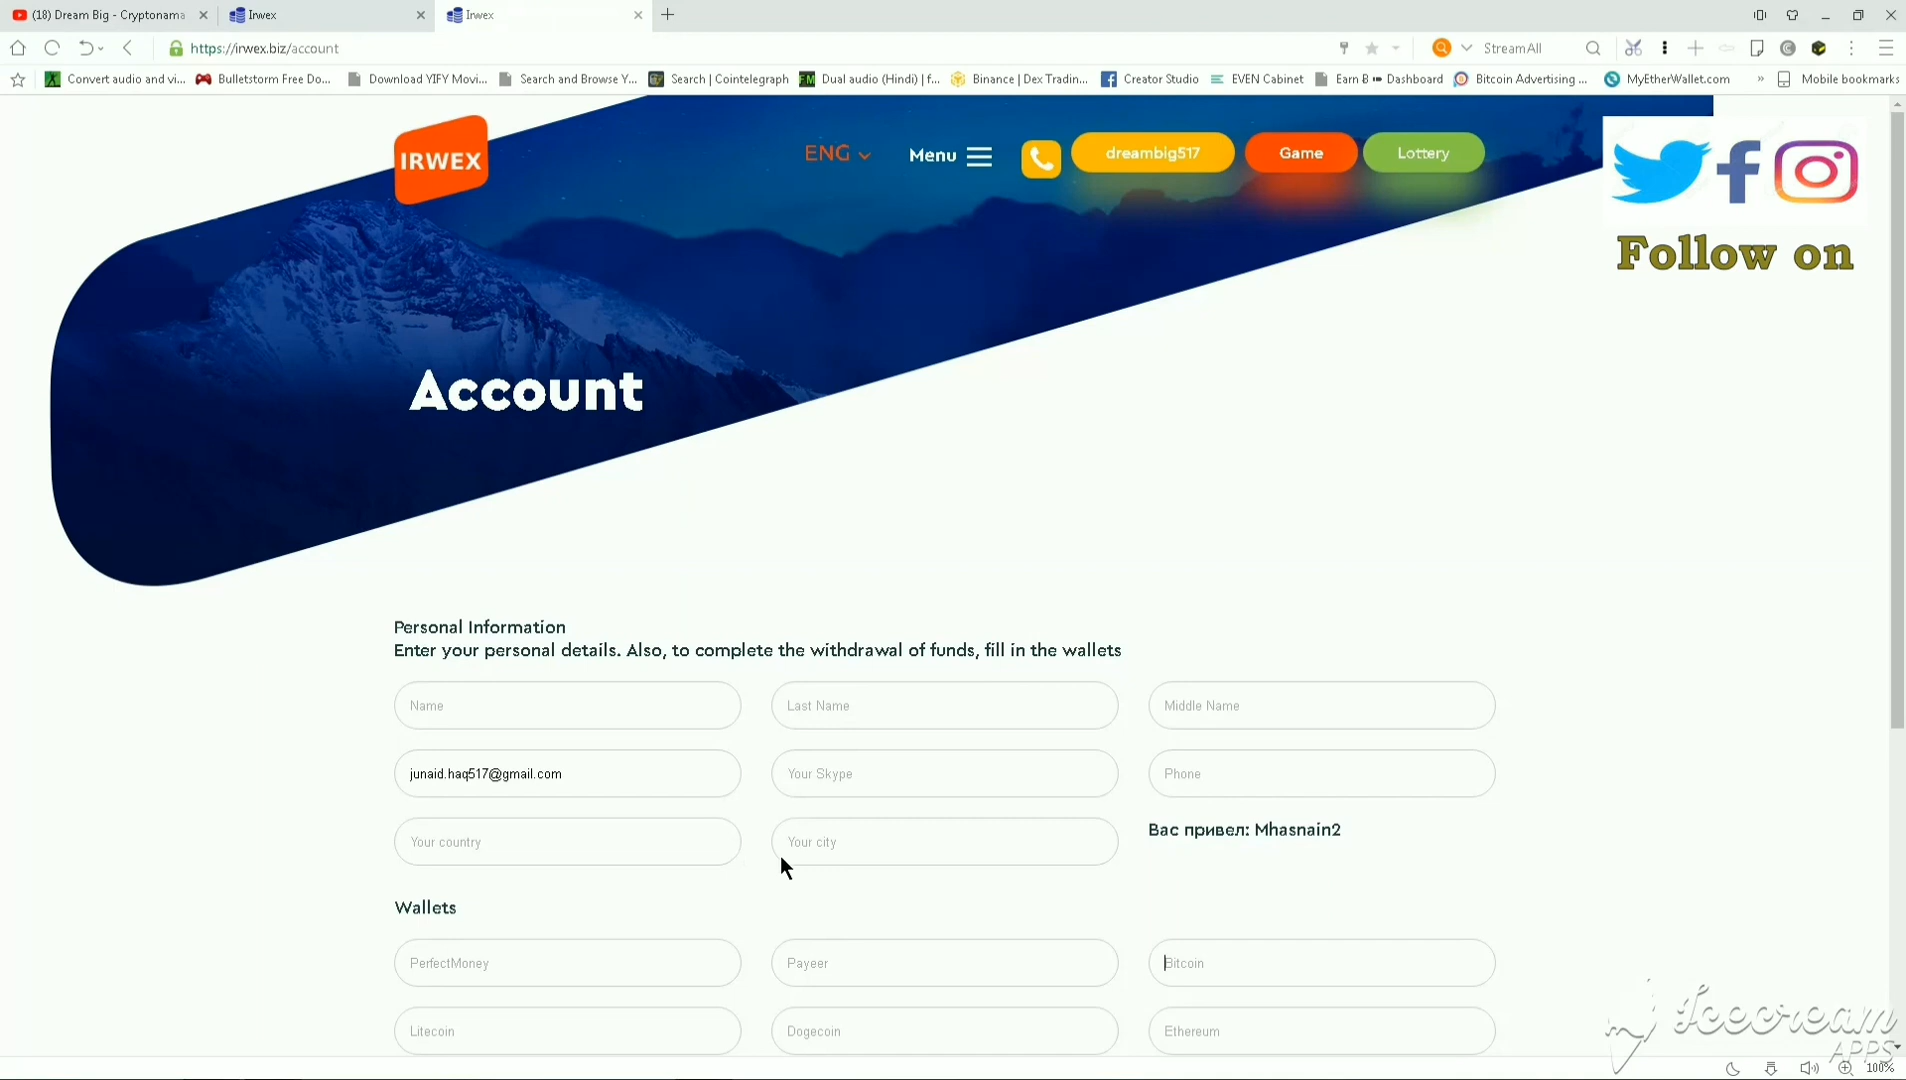 (18) Dream Big - Cryptonama
Irwex
Irwex
https://irwex.biz/account
StreamAll
Convert audio and vi...
Bulletstorm Free Do...
Download YIFY Movi...
Search and Browse Y...
Search | Cointelegraph
Dual audio (Hindi) | f...
Binance | Dex Tradin...
Creator Studio
EVEN Cabinet
Earn Ƀ Dashboard
Bitcoin Advertising ...
MyEtherWallet.com
»
Mobile bookmarks
IRWEX
ENG
Menu
dreambig517
Game
Lottery
Follow on
Account
Personal Information
Enter your personal details. Also, to complete the withdrawal of funds, fill in the wallets
Name
Last Name
Middle Name
junaid.haq517@gmail.com
Your Skype
Phone
Your country
Your city
Вас привел: Mhasnain2
Wallets
PerfectMoney
Payeer
Bitcoin
Litecoin
Dogecoin
Ethereum
Icecream
APPS
100%